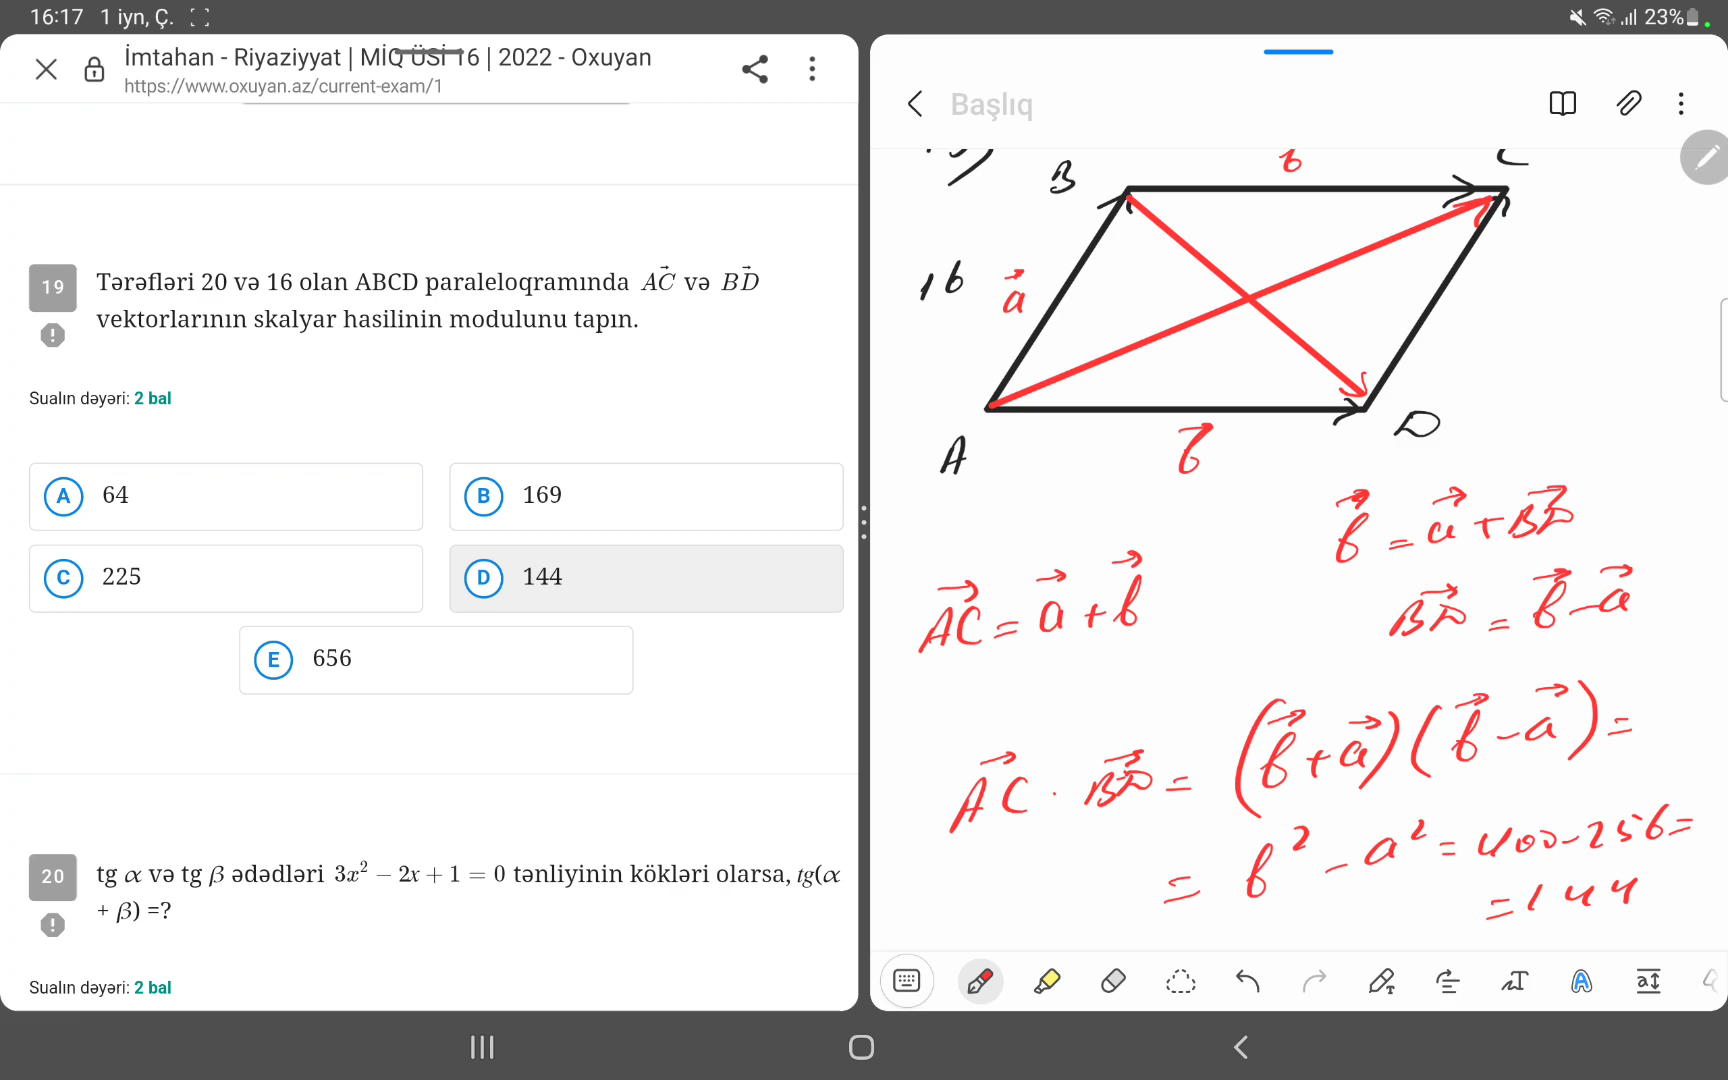 16:17 1 iyn, Ç. 23%
İmtahan - Riyaziyyat | MİQ ÜSİ 16 | 2022 - Oxuyan
https://www.oxuyan.az/current-exam/1
19
Tərəfləri 20 və 16 olan ABCD paraleloqramında AC⃗ və BD⃗
vektorlarının skalyar hasilinin modulunu tapın.
Sualın dəyəri: 2 bal
A 64
B 169
C 225
D 144
E 656
20
tg α və tg β ədədləri 3x² − 2x + 1 = 0 tənliyinin kökləri olarsa, tg(α
+ β) =?
Sualın dəyəri: 2 bal
Başlıq
B b C
16 a⃗
A b⃗ D
b⃗ = a⃗ + BD⃗
AC⃗ = a⃗ + b⃗
BD⃗ = b⃗ - a⃗
AC⃗ · BD⃗ = (b⃗ + a⃗)(b⃗ - a⃗) =
= b² - a² = 400 - 256 =
= 144